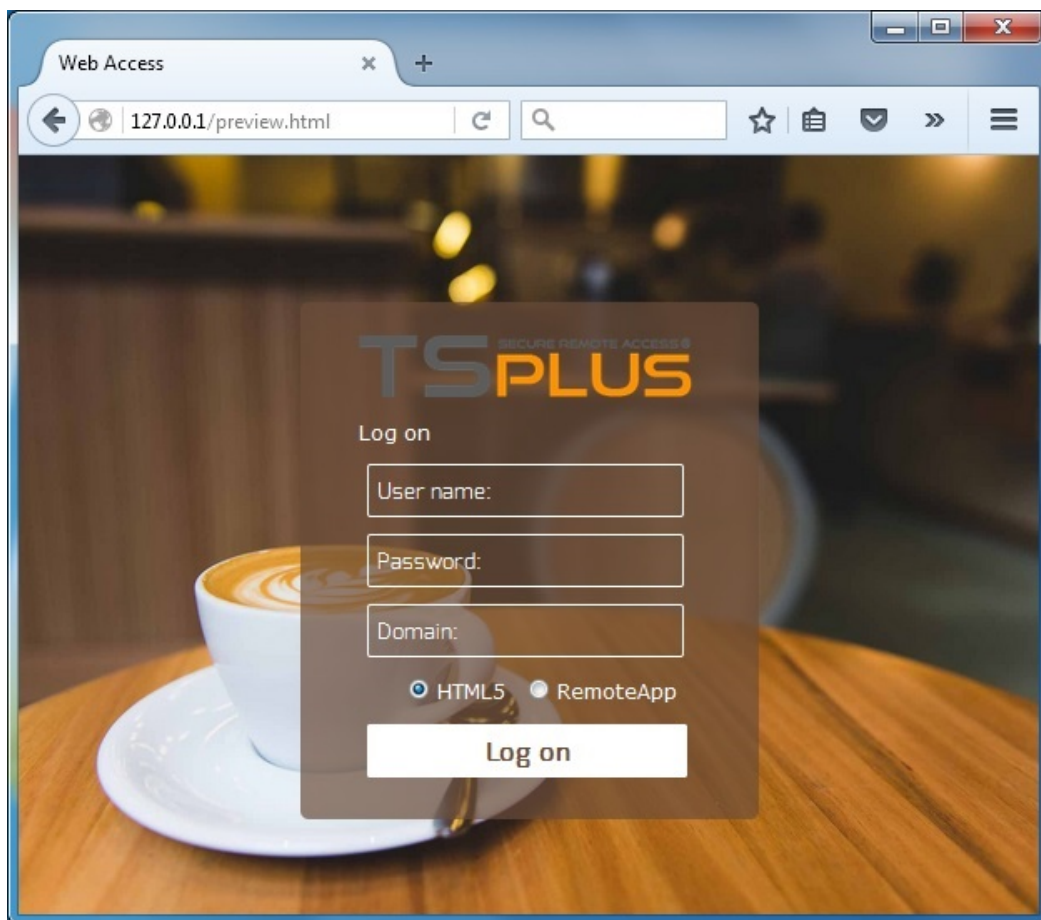 Web Access
127.0.0.1/preview.html
SECURE REMOTE ACCESS
TSPLUS
Log on
User name:
Password:
Domain:
HTML5 RemoteApp
Log on